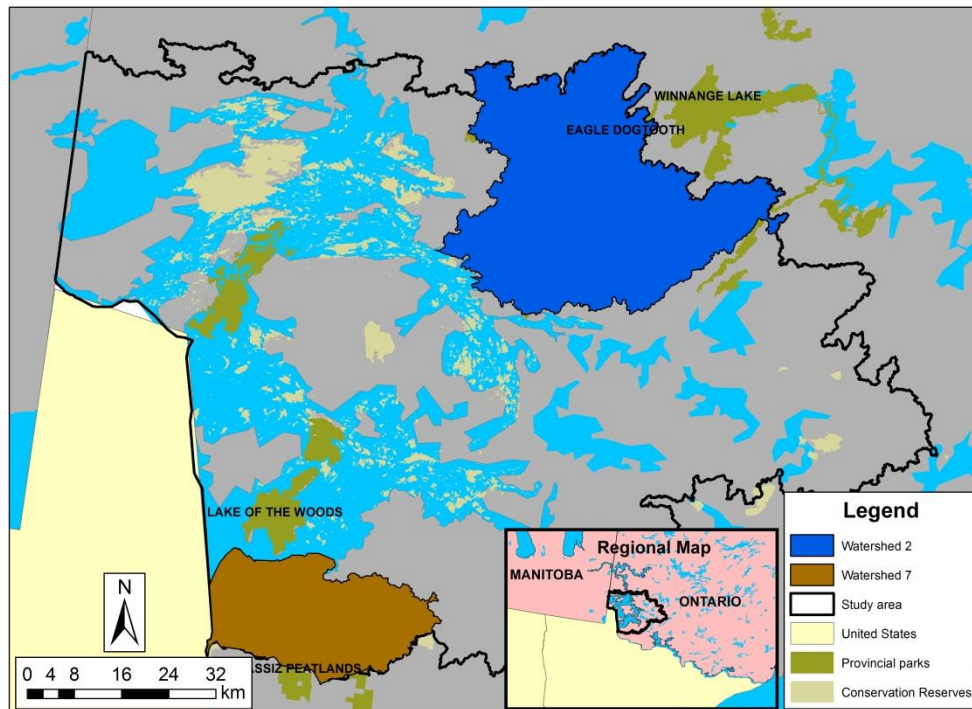 WINNANGE LAKE
EAGLE DOGTOOTH
LAKE OF THE WOODS
ASSIZ PEATLANDS
N
0 4 8 16 24 32
km
Regional Map
MANITOBA
ONTARIO
Legend
Watershed 2
Watershed 7
Study area
United States
Provincial parks
Conservation Reserves